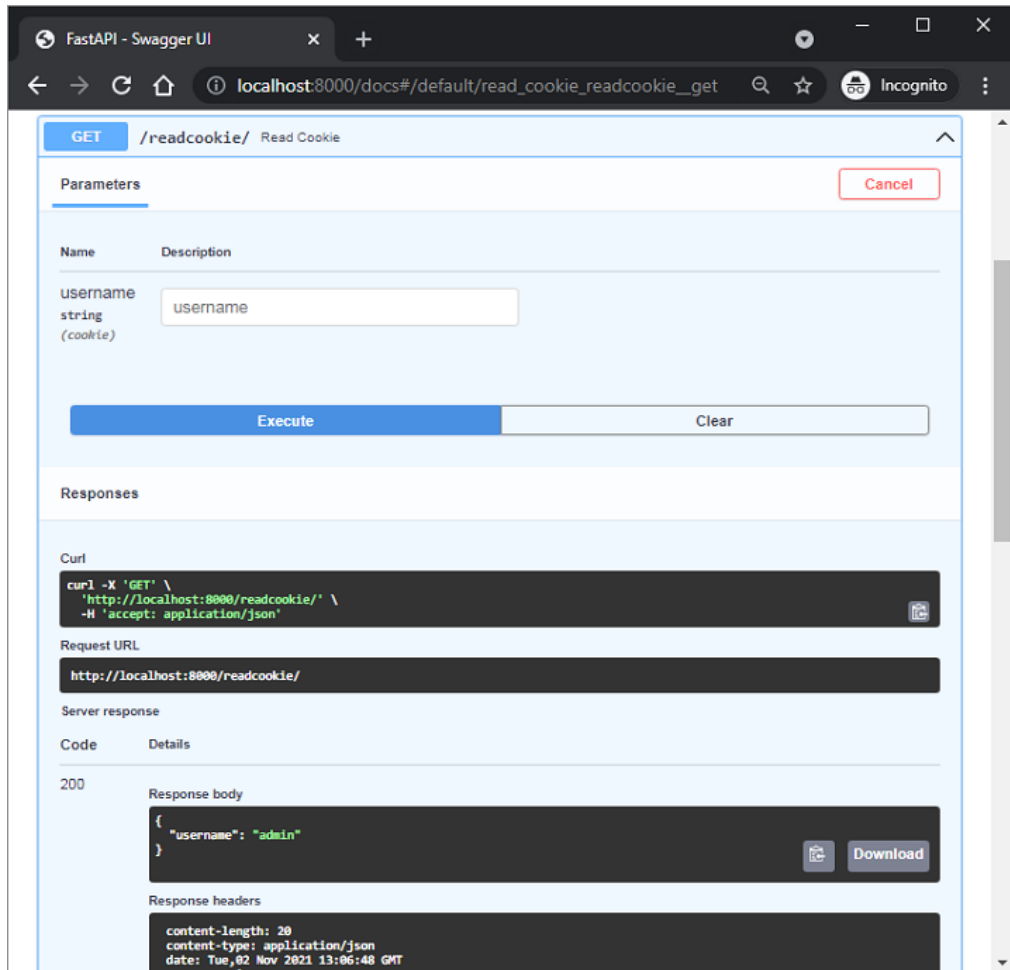 FastAPI - Swagger UI
localhost:8000/docs#/default/read_cookie_readcookie__get
Incognito
GET /readcookie/ Read Cookie
Parameters
Cancel
Name Description
username
string
(cookie)
username
Execute Clear
Responses
Curl
curl -X 'GET' \
'http://localhost:8000/readcookie/' \
-H 'accept: application/json'
Request URL
http://localhost:8000/readcookie/
Server response
Code Details
200
Response body
{
"username": "admin"
}
Download
Response headers
content-length: 20
content-type: application/json
date: Tue,02 Nov 2021 13:06:48 GMT